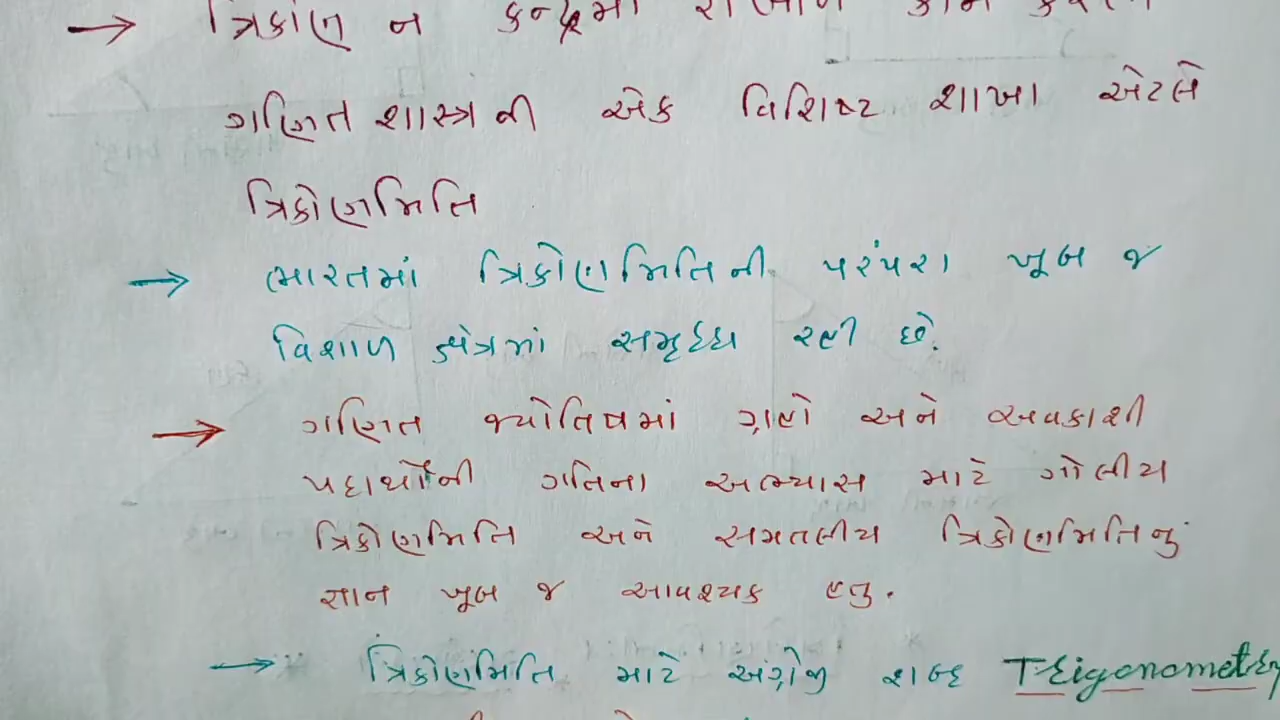 → ત્રિકોણ ન કેન્દ્રમાં
ગણિત શાસ્ત્ર ની એક વિશિષ્ટ શાખા એટલે
ત્રિકોણમિતિ
→ ભારતમાં ત્રિકોણમિતિની પરંપરા ખૂબ જ
વિશાળ ક્ષેત્રમાં સમૃદ્ધ રહી છે.
→ ગણિત જ્યોતિષમાં ગ્રહો અને અવકાશી
પદાર્થોની ગતિના અભ્યાસ માટે ગોલીય
ત્રિકોણમિતિ અને સમતલીય ત્રિકોણમિતિનું
જ્ઞાન ખૂબ જ આવશ્યક હતુ.
→ ત્રિકોણમિતિ માટે અંગ્રેજી શબ્દ Trigonometry